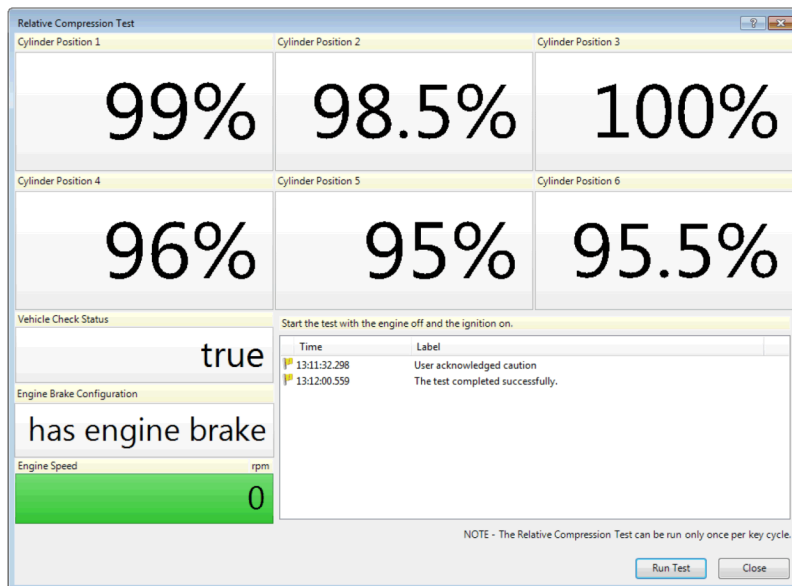 Relative Compression Test
?
Cylinder Position 1
Cylinder Position 2
Cylinder Position 3
99%
98.5%
100%
Cylinder Position 4
Cylinder Position 5
Cylinder Position 6
96%
95%
95.5%
Vehicle Check Status
true
Engine Brake Configuration
has engine brake
Engine Speed rpm
0
Start the test with the engine off and the ignition on.
Time Label
13:11:32.298 User acknowledged caution
13:12:00.559 The test completed successfully.
NOTE - The Relative Compression Test can be run only once per key cycle.
Run Test
Close